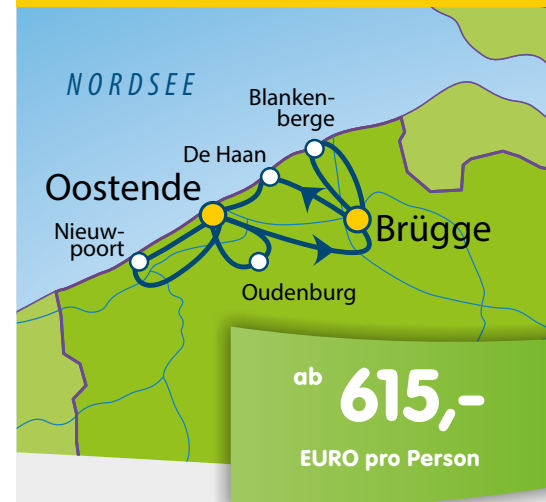 NORDSEE
Blanken-
berge
De Haan
Oostende
Nieuw-
poort
Brügge
Oudenburg
ab 615,-
EURO pro Person